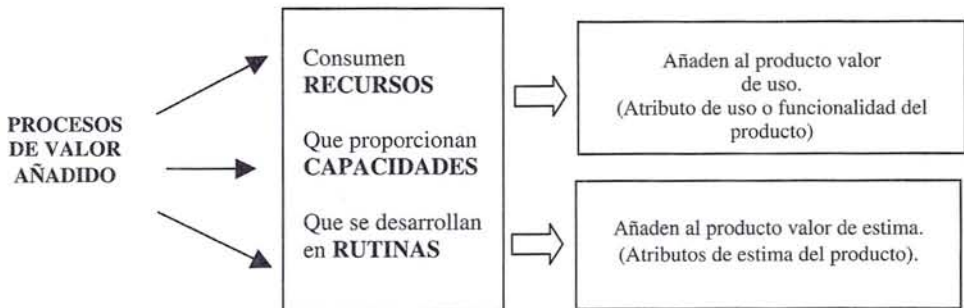 PROCESOS
DE VALOR
AÑADIDO
Consumen
RECURSOS
Que proporcionan
CAPACIDADES
Que se desarrollan
en RUTINAS
Añaden al producto valor
de uso.
(Atributo de uso o funcionalidad del
producto)
Añaden al producto valor de estima.
(Atributos de estima del producto).